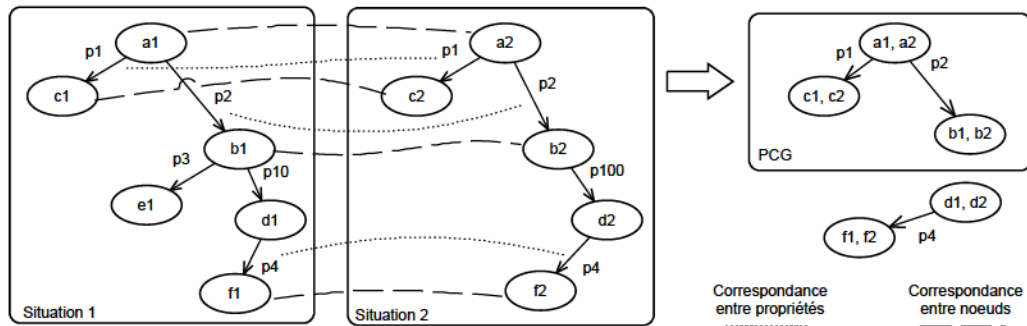 a1
p1
c1
p2
b1
p3
p10
e1
d1
p4
f1
Situation 1
a2
p1
c2
p2
b2
p100
d2
p4
f2
Situation 2
a1, a2
p1
p2
c1, c2
b1, b2
PCG
d1, d2
f1, f2
p4
Correspondance
entre propriétés
Correspondance
entre noeuds